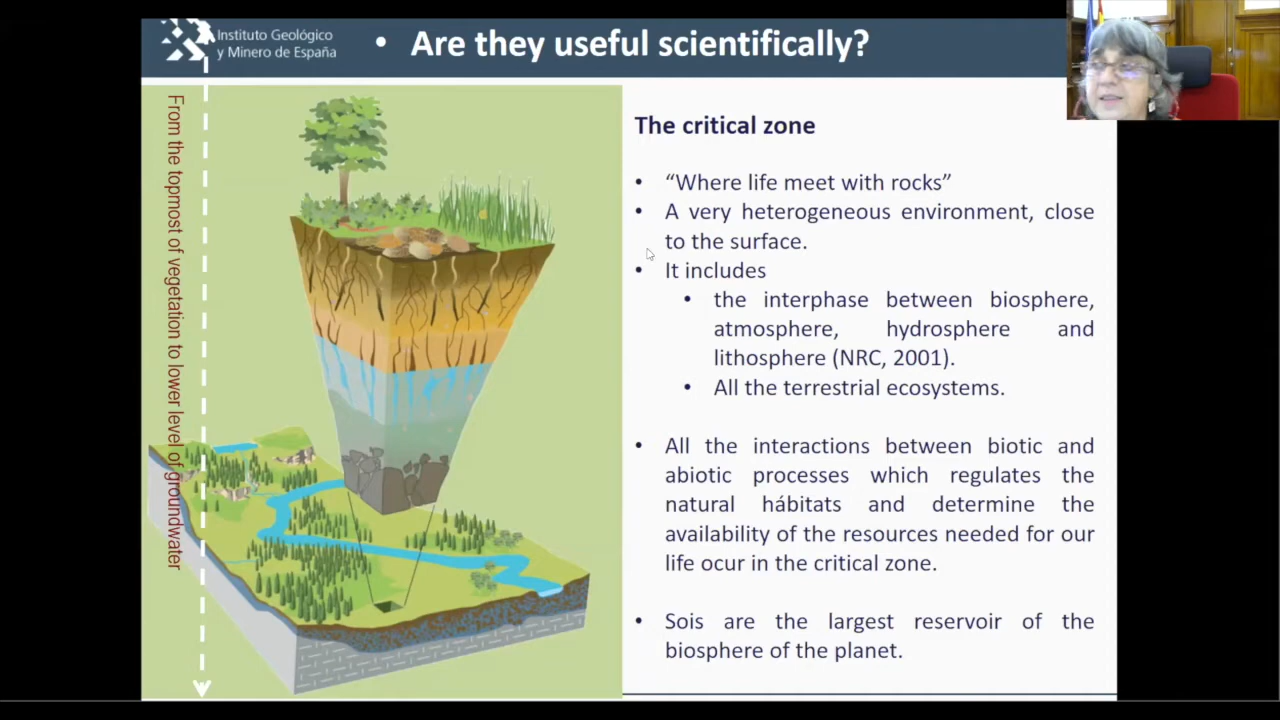 Instituto Geológico
y Minero de España
• Are they useful scientifically?
From the topmost of vegetation to lower level of groundwater
The critical zone
• “Where life meet with rocks”
• A very heterogeneous environment, close
to the surface.
• It includes
• the interphase between biosphere,
atmosphere, hydrosphere and
lithosphere (NRC, 2001).
• All the terrestrial ecosystems.
• All the interactions between biotic and
abiotic processes which regulates the
natural hábitats and determine the
availability of the resources needed for our
life ocur in the critical zone.
• Sois are the largest reservoir of the
biosphere of the planet.